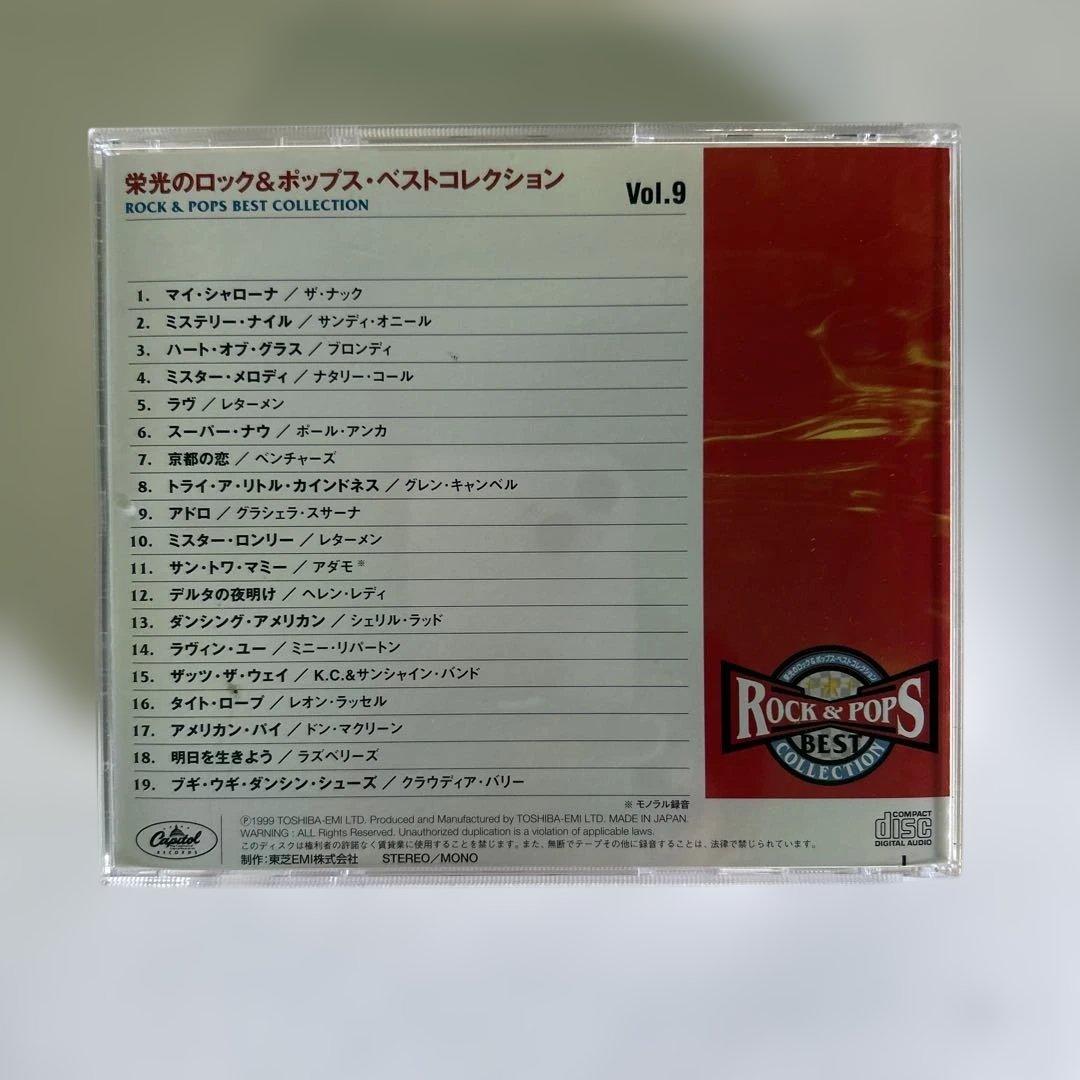 栄光のロック&ポップス・ベストコレクション
ROCK & POPS BEST COLLECTION
Vol.9
1. マイ・シャローナ ／ ザ・ナック
2. ミステリー・ナイル ／ サンディ・オニール
3. ハート・オブ・グラス ／ ブロンディ
4. ミスター・メロディ ／ ナタリー・コール
5. ラヴ ／ レターメン
6. スーパー・ナウ ／ ポール・アンカ
7. 京都の恋 ／ ベンチャーズ
8. トライ・ア・リトル・カインドネス ／ グレン・キャンベル
9. アドロ ／ グラシェラ・スサーナ
10. ミスター・ロンリー ／ レターメン
11. サン・トワ・マミー ／ アダモ※
12. デルタの夜明け ／ ヘレン・レディ
13. ダンシング・アメリカン ／ シェリル・ラッド
14. ラヴィン・ユー ／ ミニー・リパートン
15. ザッツ・ザ・ウェイ ／ K.C.&サンシャイン・バンド
16. タイト・ロープ ／ レオン・ラッセル
17. アメリカン・パイ ／ ドン・マクリーン
18. 明日を生きよう ／ ラズベリーズ
19. ブギ・ウギ・ダンシン・シューズ ／ クラウディア・バリー
※ モノラル録音
栄光のロック&ポップス・ベストコレクション
ROCK & POPS
BEST
COLLECTION
Capitol
RECORDS
Ⓟ1999 TOSHIBA-EMI LTD. Produced and Manufactured by TOSHIBA-EMI LTD. MADE IN JAPAN.
WARNING : ALL Rights Reserved. Unauthorized duplication is a violation of applicable laws.
このディスクは権利者の許諾なく賃貸業に使用することを禁じます。また、無断でテープその他に録音することは、法律で禁じられています。
制作：東芝EMI株式会社 STEREO／MONO
COMPACT
disc
DIGITAL AUDIO
L